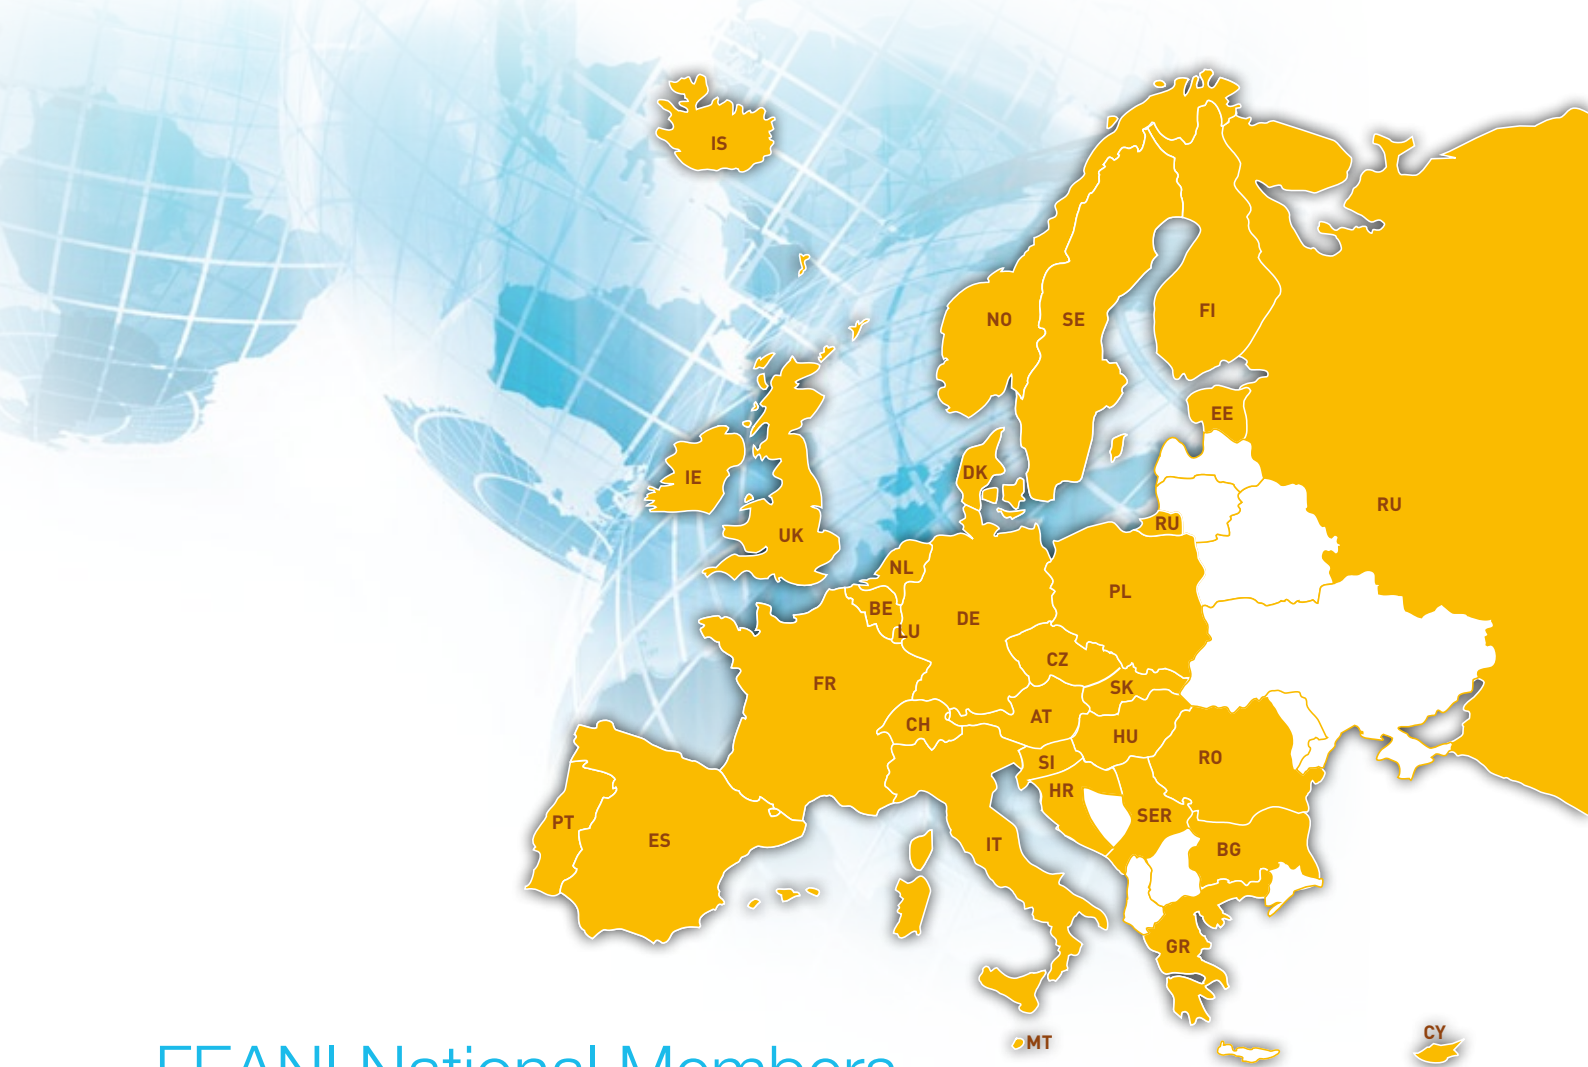 IS
NO
SE
FI
EE
IE
DK
RU
UK
RU
NL
PL
BE
DE
LU
CZ
FR
SK
CH
AT
HU
SI
RO
HR
SER
PT
ES
IT
BG
GR
CY
MT
FEANI National Members